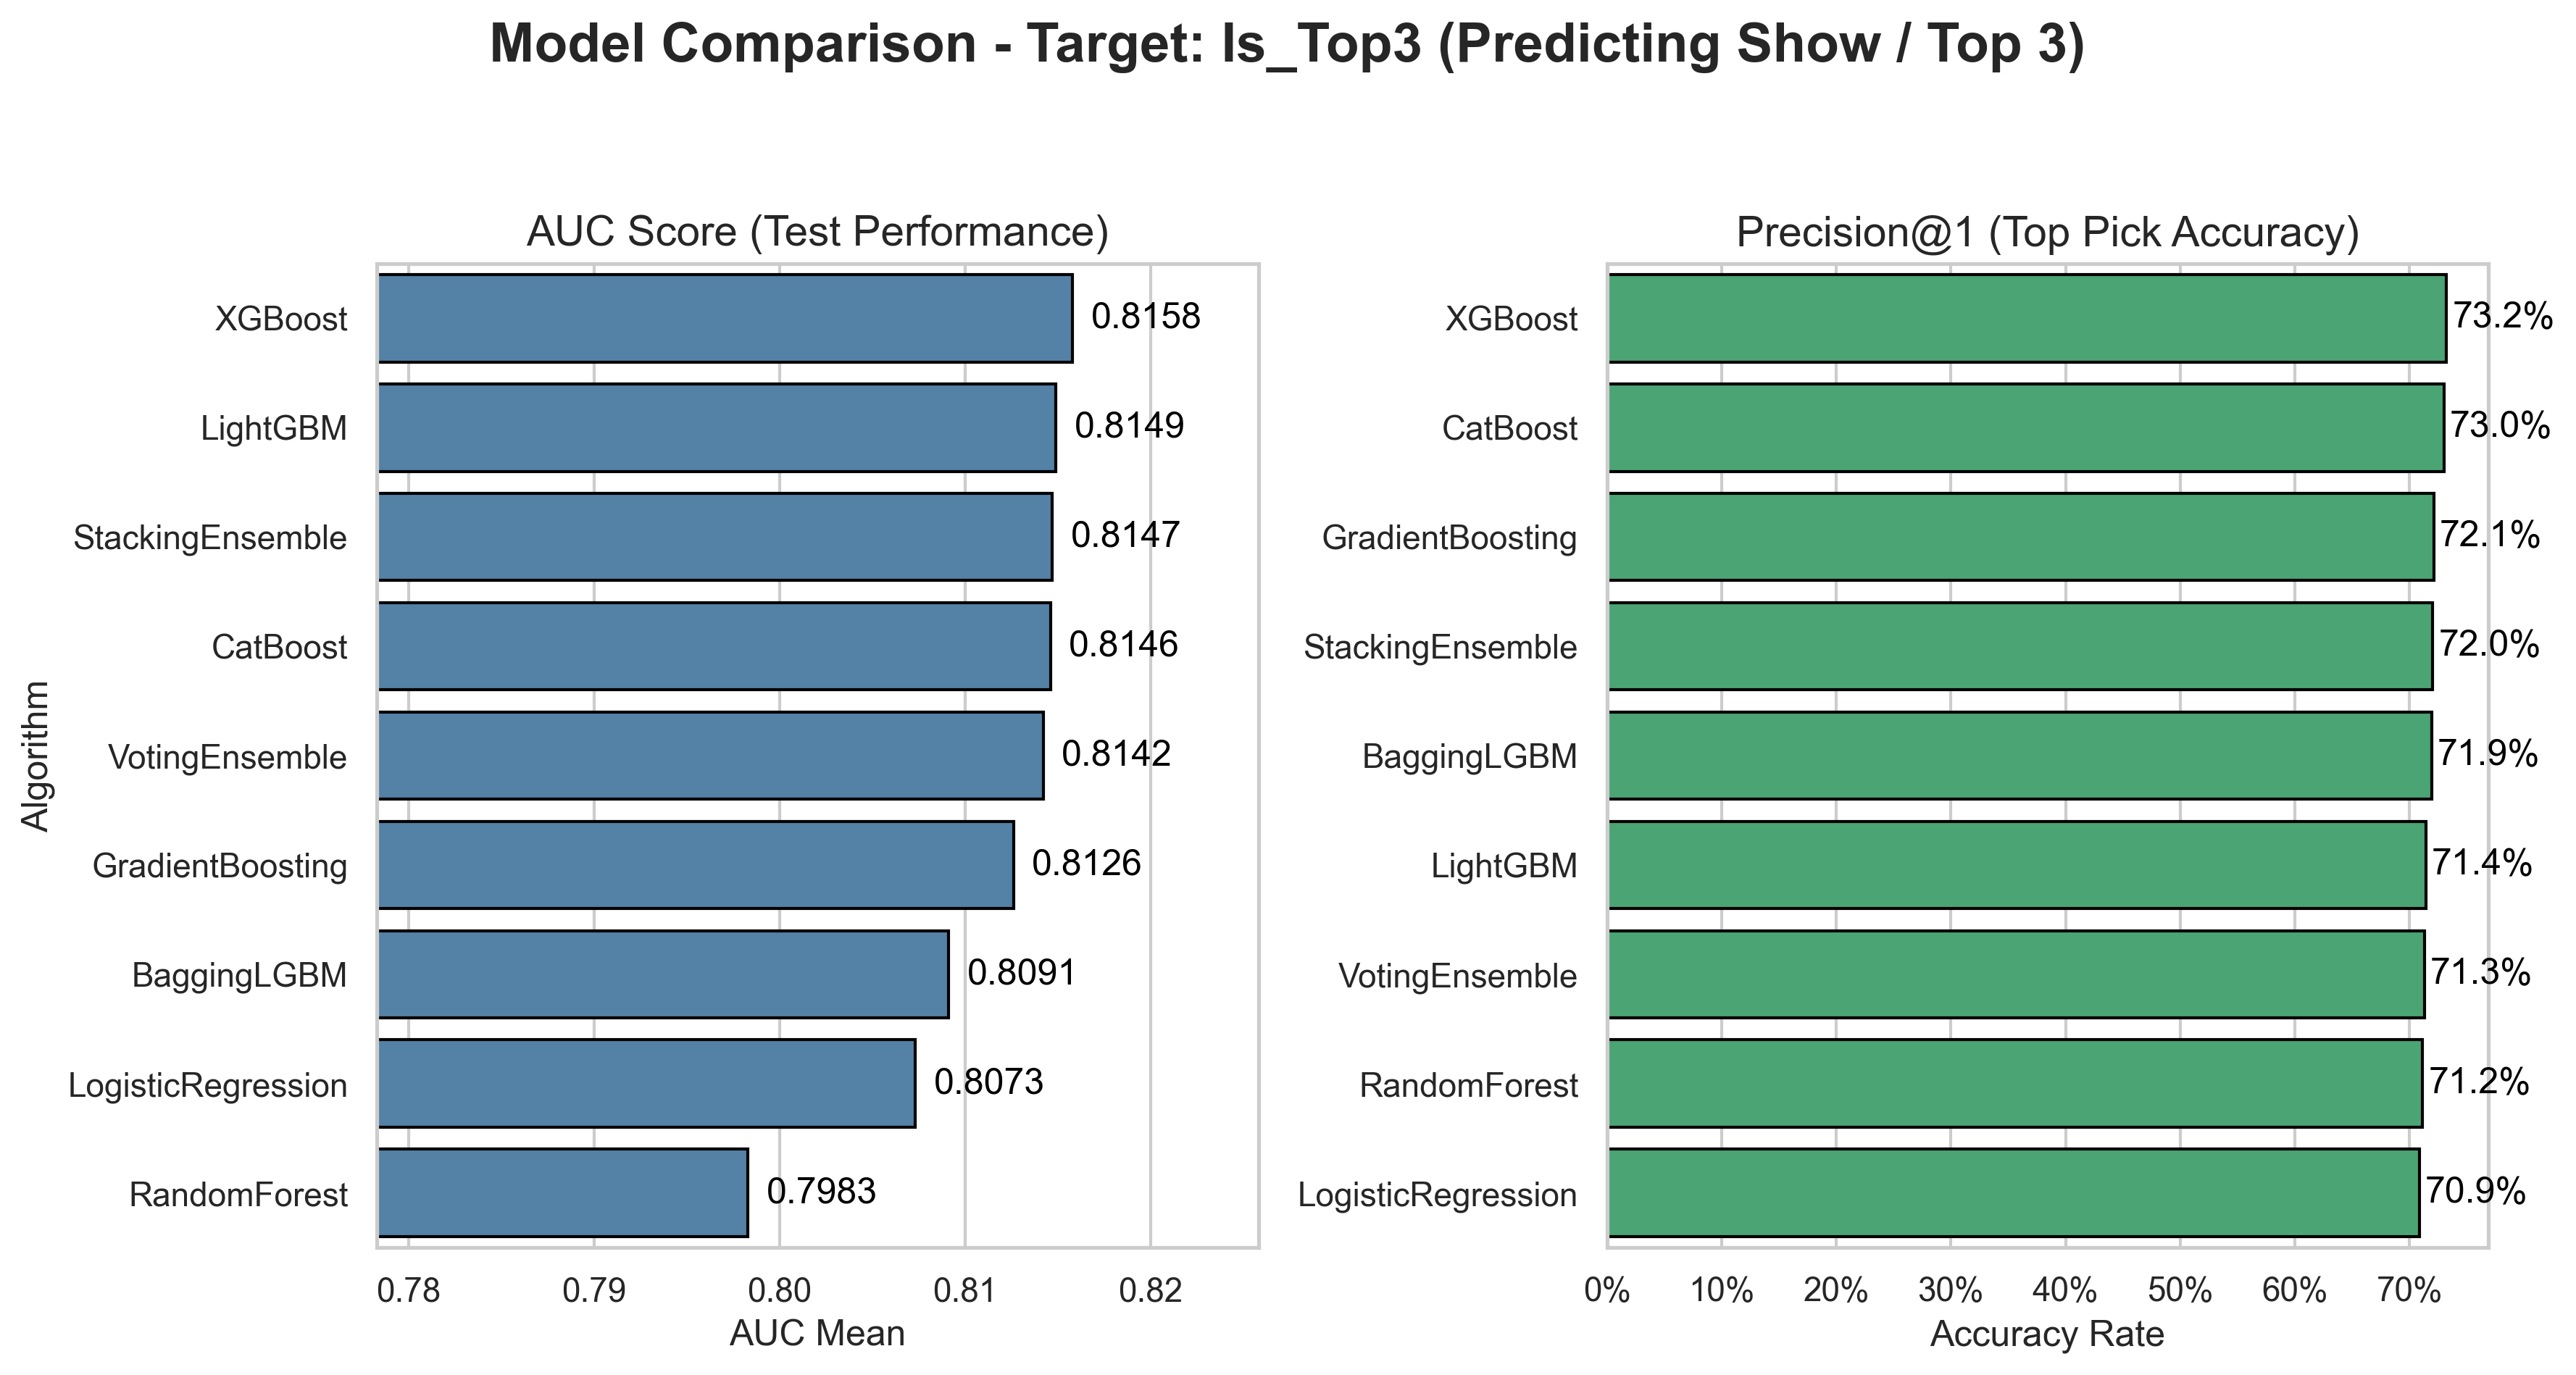 Model Comparison - Target: Is_Top3 (Predicting Show / Top 3)
AUC Score (Test Performance)
Algorithm
XGBoost 0.8158
LightGBM 0.8149
StackingEnsemble 0.8147
CatBoost 0.8146
VotingEnsemble 0.8142
GradientBoosting 0.8126
BaggingLGBM 0.8091
LogisticRegression 0.8073
RandomForest 0.7983
0.78 0.79 0.80 0.81 0.82
AUC Mean
Precision@1 (Top Pick Accuracy)
XGBoost 73.2%
CatBoost 73.0%
GradientBoosting 72.1%
StackingEnsemble 72.0%
BaggingLGBM 71.9%
LightGBM 71.4%
VotingEnsemble 71.3%
RandomForest 71.2%
LogisticRegression 70.9%
0% 10% 20% 30% 40% 50% 60% 70%
Accuracy Rate